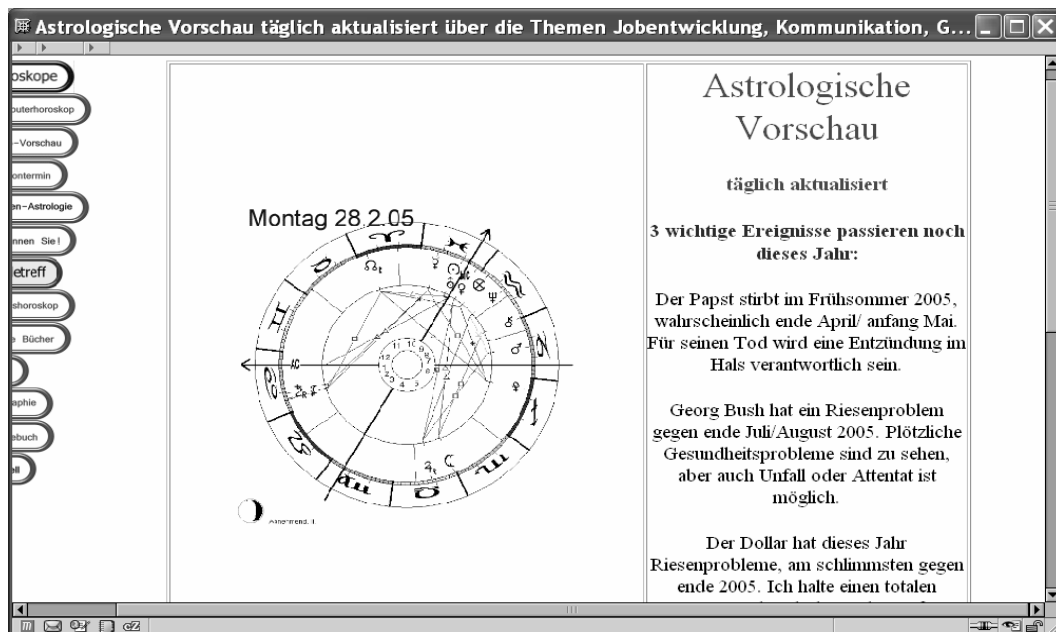 Astrologische Vorschau täglich aktualisiert über die Themen Jobentwicklung, Kommunikation, G...
oskope
outerhoroskop
-Vorschau
ontermin
en-Astrologie
nnen Sie!
etreff
shoroskop
e Bücher
aphie
ebuch
ell
Montag 28.2.05
Astrologische
Vorschau
täglich aktualisiert
3 wichtige Ereignisse passieren noch
dieses Jahr:
Der Papst stirbt im Frühsommer 2005,
wahrscheinlich ende April/ anfang Mai.
Für seinen Tod wird eine Entzündung im
Hals verantwortlich sein.
Georg Bush hat ein Riesenproblem
gegen ende Juli/August 2005. Plötzliche
Gesundheitsprobleme sind zu sehen,
aber auch Unfall oder Attentat ist
möglich.
Der Dollar hat dieses Jahr
Riesenprobleme, am schlimmsten gegen
ende 2005. Ich halte einen totalen